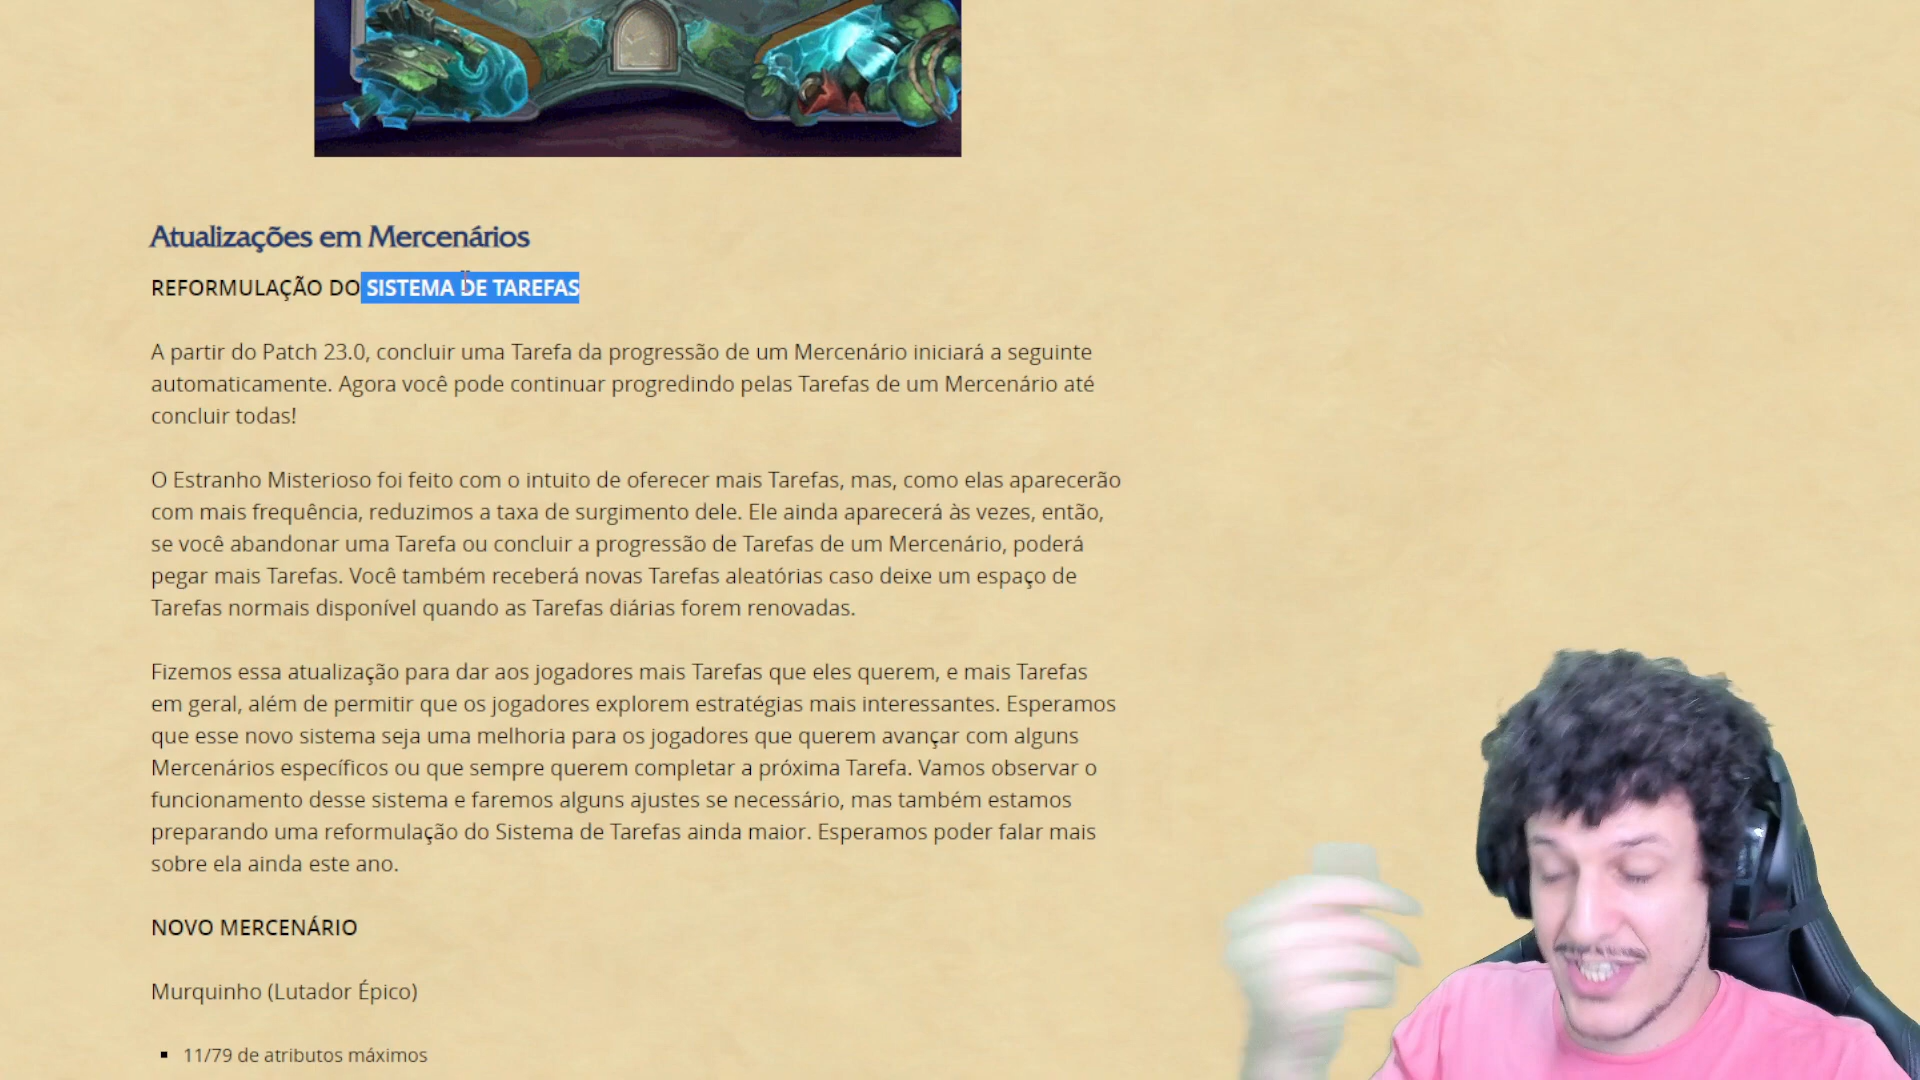 Atualizações em Mercenários
REFORMULAÇÃO DO SISTEMA DE TAREFAS
A partir do Patch 23.0, concluir uma Tarefa da progressão de um Mercenário iniciará a seguinte
automaticamente. Agora você pode continuar progredindo pelas Tarefas de um Mercenário até
concluir todas!
O Estranho Misterioso foi feito com o intuito de oferecer mais Tarefas, mas, como elas aparecerão
com mais frequência, reduzimos a taxa de surgimento dele. Ele ainda aparecerá às vezes, então,
se você abandonar uma Tarefa ou concluir a progressão de Tarefas de um Mercenário, poderá
pegar mais Tarefas. Você também receberá novas Tarefas aleatórias caso deixe um espaço de
Tarefas normais disponível quando as Tarefas diárias forem renovadas.
Fizemos essa atualização para dar aos jogadores mais Tarefas que eles querem, e mais Tarefas
em geral, além de permitir que os jogadores explorem estratégias mais interessantes. Esperamos
que esse novo sistema seja uma melhoria para os jogadores que querem avançar com alguns
Mercenários específicos ou que sempre querem completar a próxima Tarefa. Vamos observar o
funcionamento desse sistema e faremos alguns ajustes se necessário, mas também estamos
preparando uma reformulação do Sistema de Tarefas ainda maior. Esperamos poder falar mais
sobre ela ainda este ano.
NOVO MERCENÁRIO
Murquinho (Lutador Épico)
▪ 11/79 de atributos máximos